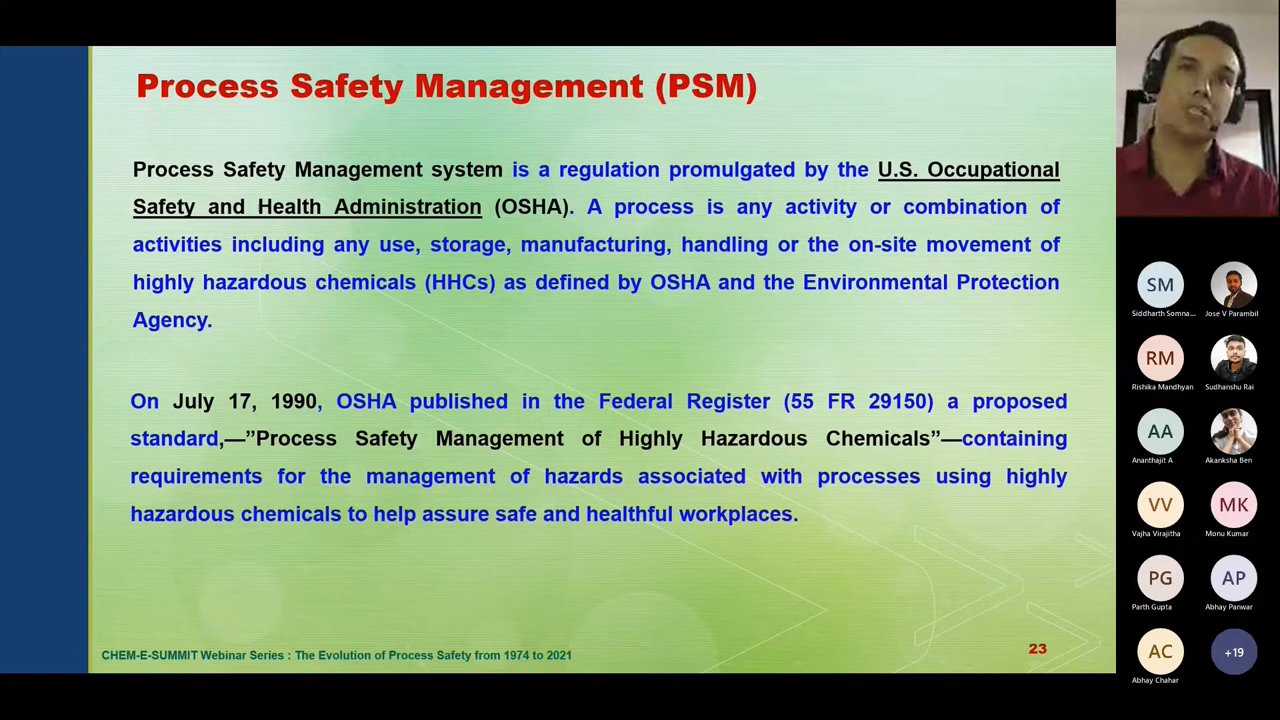 Process Safety Management (PSM)
Process Safety Management system is a regulation promulgated by the U.S. Occupational
Safety and Health Administration (OSHA). A process is any activity or combination of
activities including any use, storage, manufacturing, handling or the on-site movement of
highly hazardous chemicals (HHCs) as defined by OSHA and the Environmental Protection
Agency.
On July 17, 1990, OSHA published in the Federal Register (55 FR 29150) a proposed
standard,—”Process Safety Management of Highly Hazardous Chemicals”—containing
requirements for the management of hazards associated with processes using highly
hazardous chemicals to help assure safe and healthful workplaces.
CHEM-E-SUMMIT Webinar Series : The Evolution of Process Safety from 1974 to 2021
23
SM
Siddharth Somna...
Jose V Parambil
RM
Rishika Mandhyan
Sudhanshu Rai
AA
Ananthajit A
Akanksha Ben
VV
Vajha Virajitha
MK
Monu Kumar
PG
Parth Gupta
AP
Abhay Panwar
AC
Abhay Chahar
+19